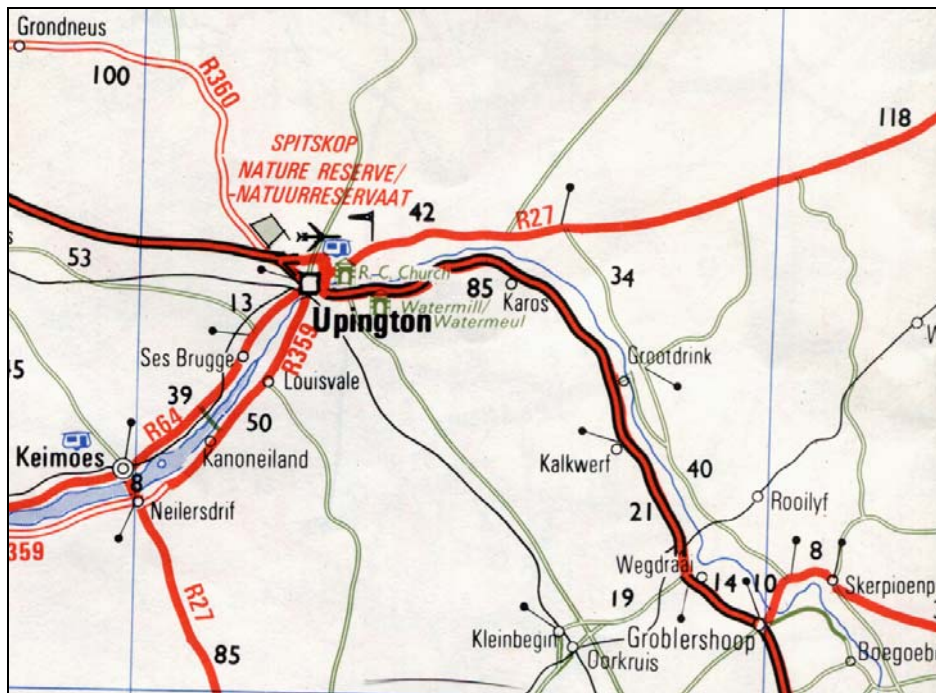 Grondneus
100
R360
118
SPITSKOP
NATURE RESERVE/
-NATUURRESERVAAT
42
R27
53
R.-C. Church
34
13
85
Karos
Watermill/
Watermeul
Upington
Ses Brugge
R359
Grootdrink
Louisvale
39
R64
50
Keimoes
Kanoneiland
Kalkwerf
40
8
Rooilyf
Neilersdrif
21
359
Wegdraai
8
R27
14
10
Skerpioenp
19
Kleinbegin
Groblershoop
Oorkruis
Boegoebe
85